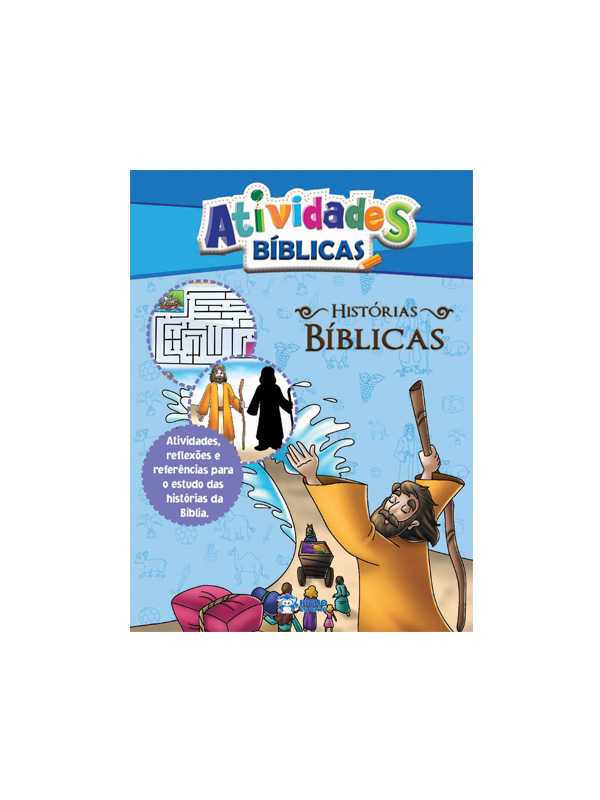 Atividades
BÍBLICAS
HISTÓRIAS
BÍBLICAS
Atividades,
reflexões e
referências para
o estudo das
histórias da
Bíblia.